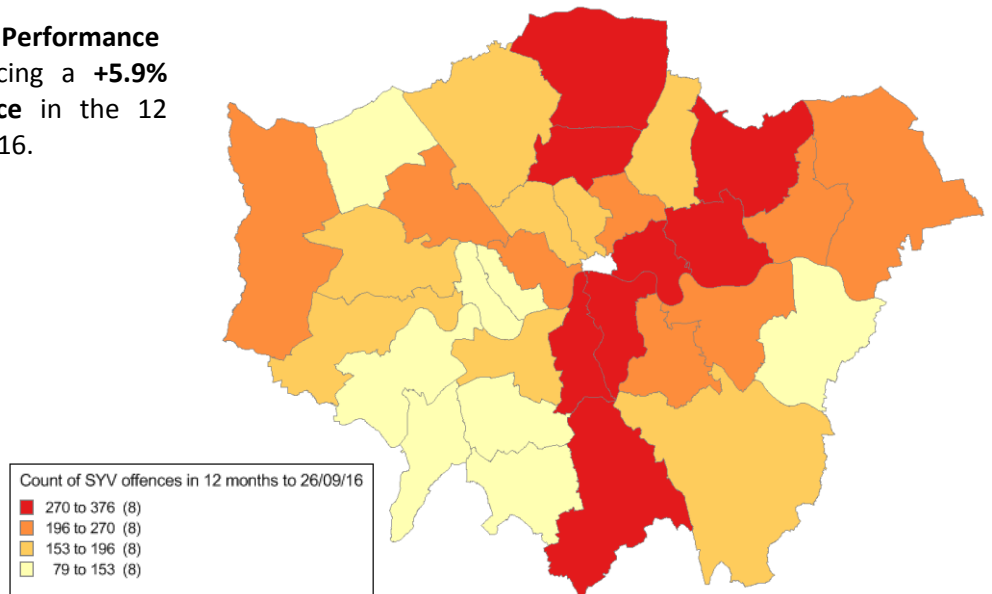 Performance
cing a +5.9%
ce in the 12
16.
Count of SYV offences in 12 months to 26/09/16
270 to 376 (8)
196 to 270 (8)
153 to 196 (8)
79 to 153 (8)